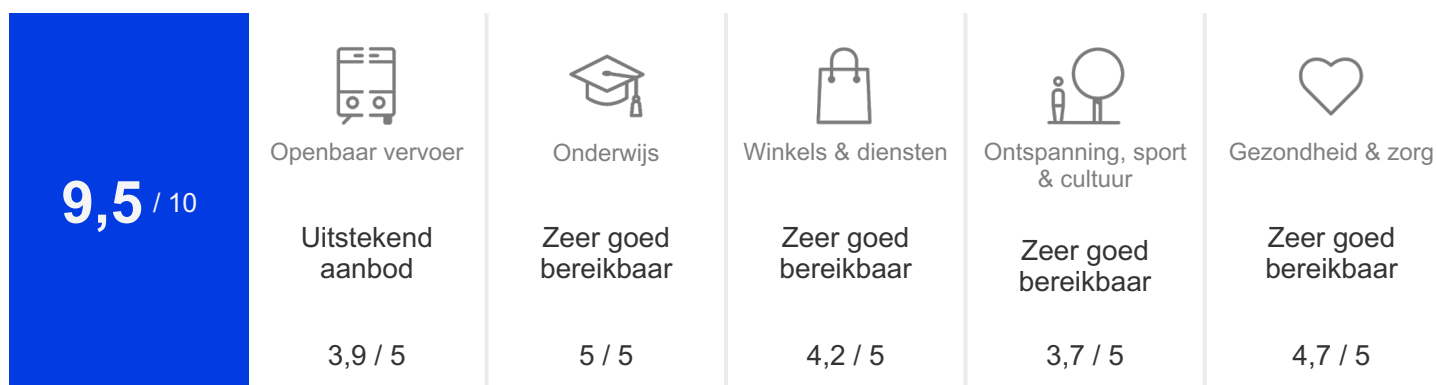 9,5 / 10
Openbaar vervoer
Uitstekend
aanbod
3,9 / 5
Onderwijs
Zeer goed
bereikbaar
5 / 5
Winkels & diensten
Zeer goed
bereikbaar
4,2 / 5
Ontspanning, sport
& cultuur
Zeer goed
bereikbaar
3,7 / 5
Gezondheid & zorg
Zeer goed
bereikbaar
4,7 / 5